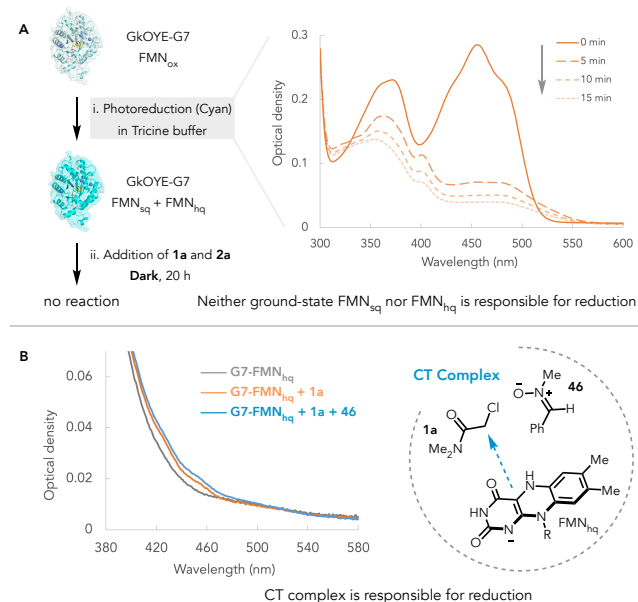 A
GkOYE-G7
FMNox
i. Photoreduction (Cyan)
in Tricine buffer
GkOYE-G7
FMNsq + FMNhq
ii. Addition of 1a and 2a
Dark, 20 h
no reaction
Optical density
0.3
0.2
0.1
0
300 350 400 450 500 550 600
Wavelength (nm)
0 min
5 min
10 min
15 min
Neither ground-state FMNsq nor FMNhq is responsible for reduction
B
Optical density
0.06
0.04
0.02
0
380 420 460 500 540 580
Wavelength (nm)
G7-FMNhq
G7-FMNhq + 1a
G7-FMNhq + 1a + 46
CT Complex
46
Me
O
N
H
Ph
1a
Cl
O
NMe2
H
N
Me
Me
O
HN
N
N
O
R
FMNhq
CT complex is responsible for reduction